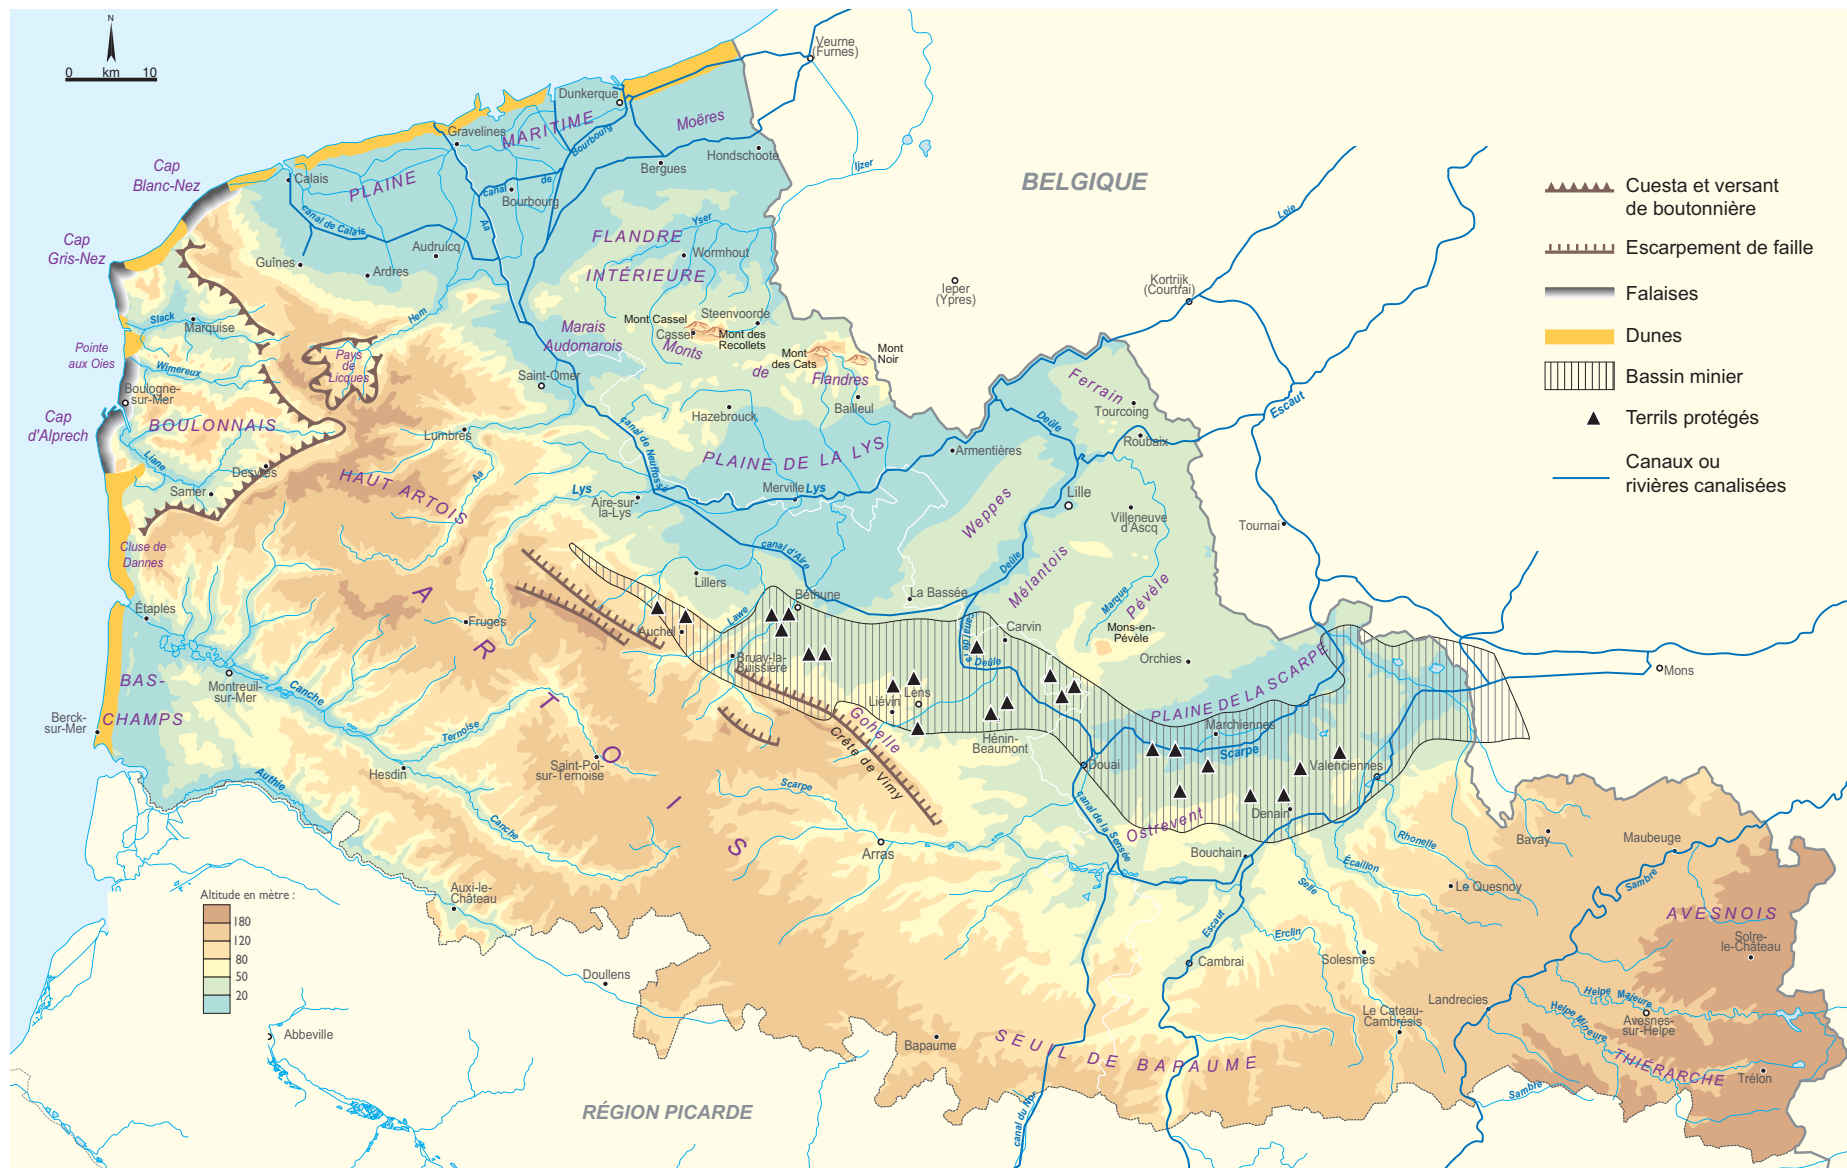 N
0 km 10
Veurne
(Furnes)
Dunkerque
MARITIME
Moëres
Gravelines
Bourbourg
Hondschoote
Bergues
Ijzer
Cap
Blanc-Nez
Calais
PLAINE
canal
de
Bourbourg
BELGIQUE
Leie
canal de Calais
Aa
Yser
Cap
Gris-Nez
FLANDRE
Audruicq
Wormhout
Guînes
Ardres
INTÉRIEURE
Ieper
(Ypres)
Kortrijk
(Courtrai)
Slack
Marquise
Hem
Marais
Audomarois
Mont Cassel
Steenvoorde
Cassel
Mont des
Recollets
Monts
de
Flandres
Mont
des Cats
Mont
Noir
Pointe
aux Oies
Pays
de
Licques
Wimereux
Saint-Omer
Boulogne-
sur-Mer
Ferrain
Tourcoing
Bailleul
Hazebrouck
Escaut
Cap
d'Alprech
BOULONNAIS
Lumbres
Deûle
Roubaix
canal de Neuffossé
PLAINE DE LA LYS
Armentières
Liane
Desvres
HAUT ARTOIS
Aa
Samer
Lys
Aire-sur-
la-Lys
Merville
Lys
Weppes
Lille
Villeneuve
d'Ascq
Tournai
Cluse de
Dannes
canal d'Aire
Deûle
Mélantois
Lillers
ARTOIS
Béthune
La Bassée
Marque
Pévèle
Étaples
Fruges
Auchel
Lawe
canal de la
Deûle
Carvin
Mons-en-
Pévèle
Bruay-la-
Buissière
Orchies
Mons
BAS-
CHAMPS
Montreuil-
sur-Mer
Canche
Liévin
Lens
PLAINE DE LA SCARPE
Berck-
sur-Mer
Gohelle
Hénin-
Beaumont
Marchiennes
Ternoise
Crête de Vimy
Scarpe
Authie
Hesdin
Saint-Pol-
sur-Ternoise
Scarpe
Douai
Valenciennes
Canche
canal de la Sensée
Ostrevent
Denain
Arras
Bouchain
Rhonelle
Écaillon
Selle
Bavay
Maubeuge
Sambre
Auxi-le-
Château
Le Quesnoy
Escaut
AVESNOIS
Erclin
Solre-
le-Château
Cambrai
Solesmes
Doullens
Landrecies
Helpe Majeure
Helpe Mineure
Avesnes-
sur-Helpe
Le Cateau-
Cambrésis
Abbeville
Bapaume
SEUIL DE BAPAUME
THIÉRARCHE
Trélon
Sambre
RÉGION PICARDE
canal du Nor
Altitude en mètre :
180
120
80
50
20
Cuesta et versant
de boutonnière
Escarpement de faille
Falaises
Dunes
Bassin minier
Terrils protégés
Canaux ou
rivières canalisées